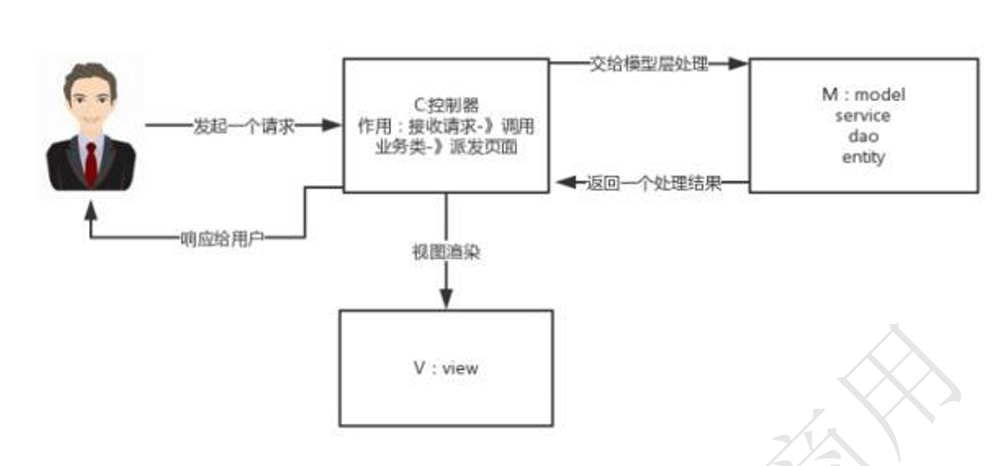 发起一个请求
C控制器
作用：接收请求-》调用
业务类-》派发页面
交给模型层处理
M：model
service
dao
entity
返回一个处理结果
响应给用户
视图渲染
V：view
商用